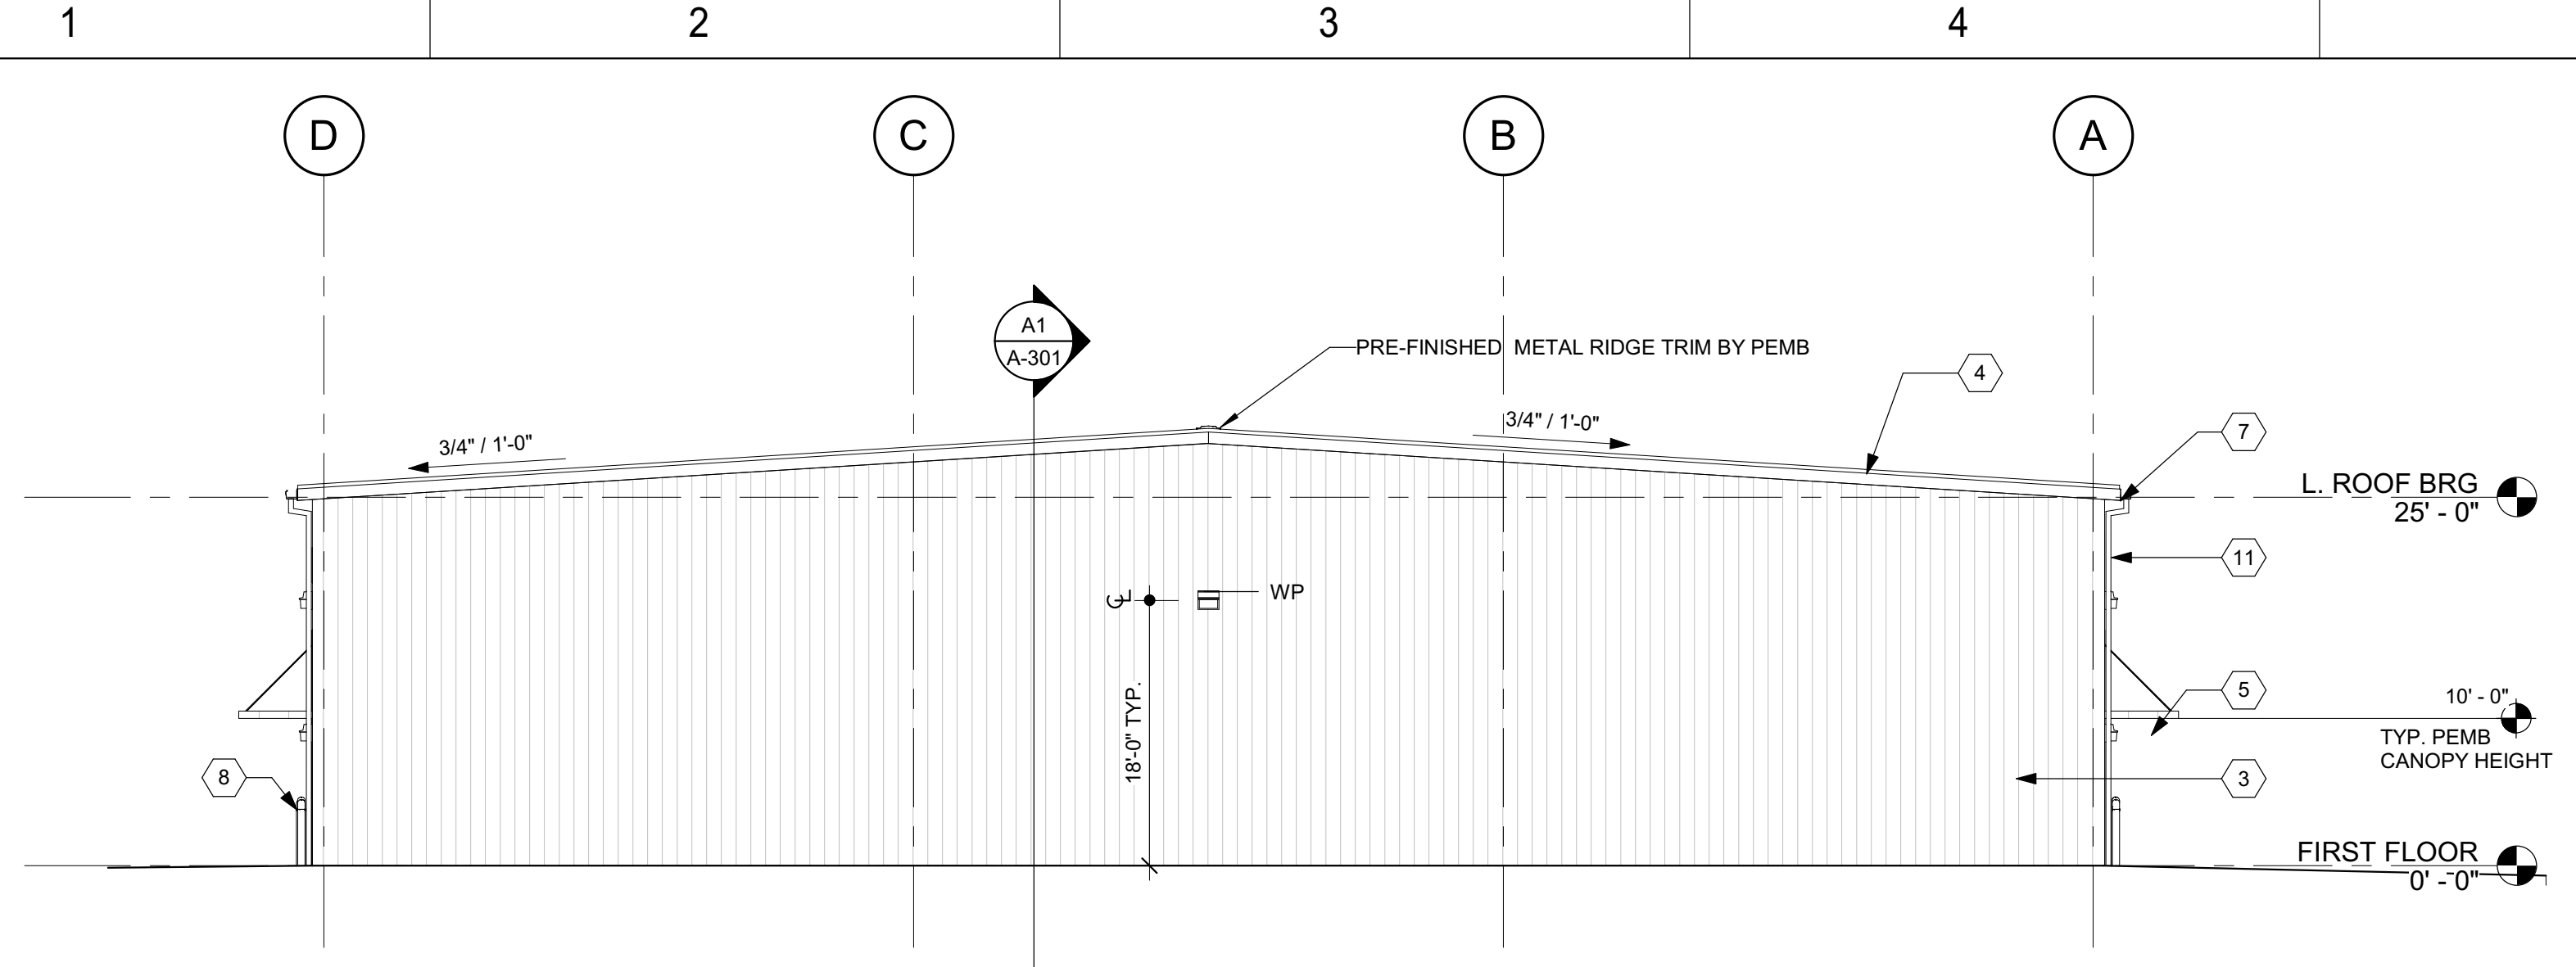 1 2 3 4
D C B A
A1
A-301
PRE-FINISHED METAL RIDGE TRIM BY PEMB
4
3/4" / 1'-0"
3/4" / 1'-0"
7
L. ROOF BRG
25' - 0"
11
WP
CL
18'-0" TYP.
5
10' - 0"
TYP. PEMB
CANOPY HEIGHT
8
3
FIRST FLOOR
0' - 0"